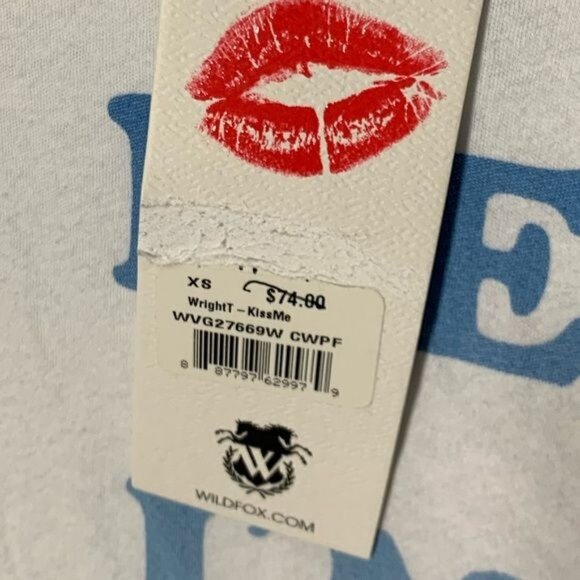 E
XS $74.00
WrightT – KissMe
WVG27669W CWPF
8 87797 62997 9
W
WILDFOX.COM